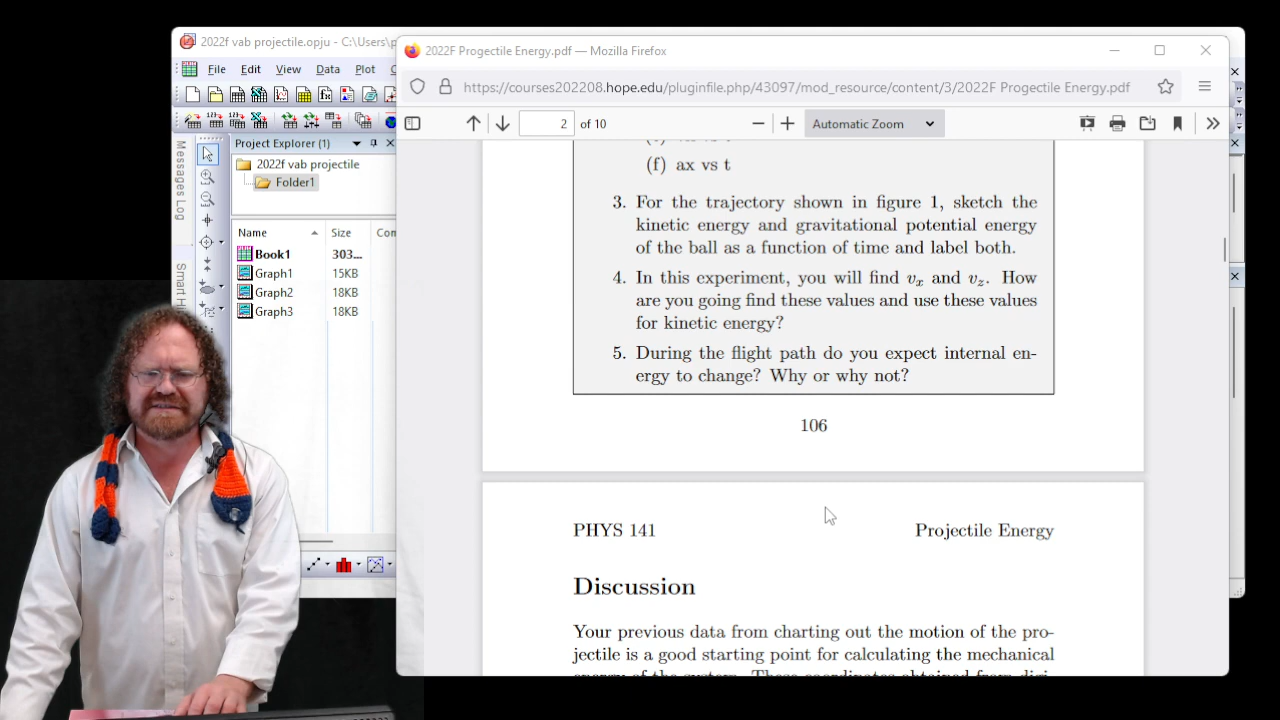 2022f vab projectile.opju - C:\Users\p
File Edit View Data Plot
Project Explorer (1)
2022f vab projectile
Folder1
Name Size
Book1 303...
Graph1 15KB
Graph2 18KB
Graph3 18KB
Messages Log
2022F Progectile Energy.pdf — Mozilla Firefox
https://courses202208.hope.edu/pluginfile.php/43097/mod_resource/content/3/2022F Progectile Energy.pdf
2 of 10
Automatic Zoom
(f) ax vs t
3. For the trajectory shown in figure 1, sketch the
kinetic energy and gravitational potential energy
of the ball as a function of time and label both.
4. In this experiment, you will find vx and vz. How
are you going find these values and use these values
for kinetic energy?
5. During the flight path do you expect internal en-
ergy to change? Why or why not?
106
PHYS 141 Projectile Energy
Discussion
Your previous data from charting out the motion of the pro-
jectile is a good starting point for calculating the mechanical